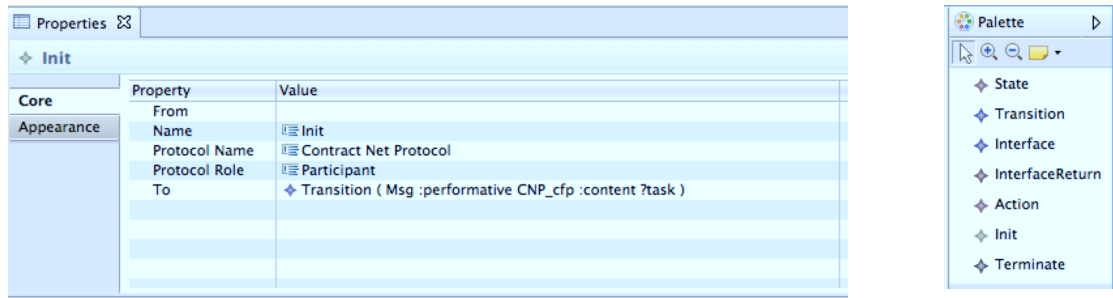 Properties
Init
Core
Appearance
Property Value
From
Name Init
Protocol Name Contract Net Protocol
Protocol Role Participant
To Transition ( Msg :performative CNP_cfp :content ?task )
Palette
State
Transition
Interface
InterfaceReturn
Action
Init
Terminate